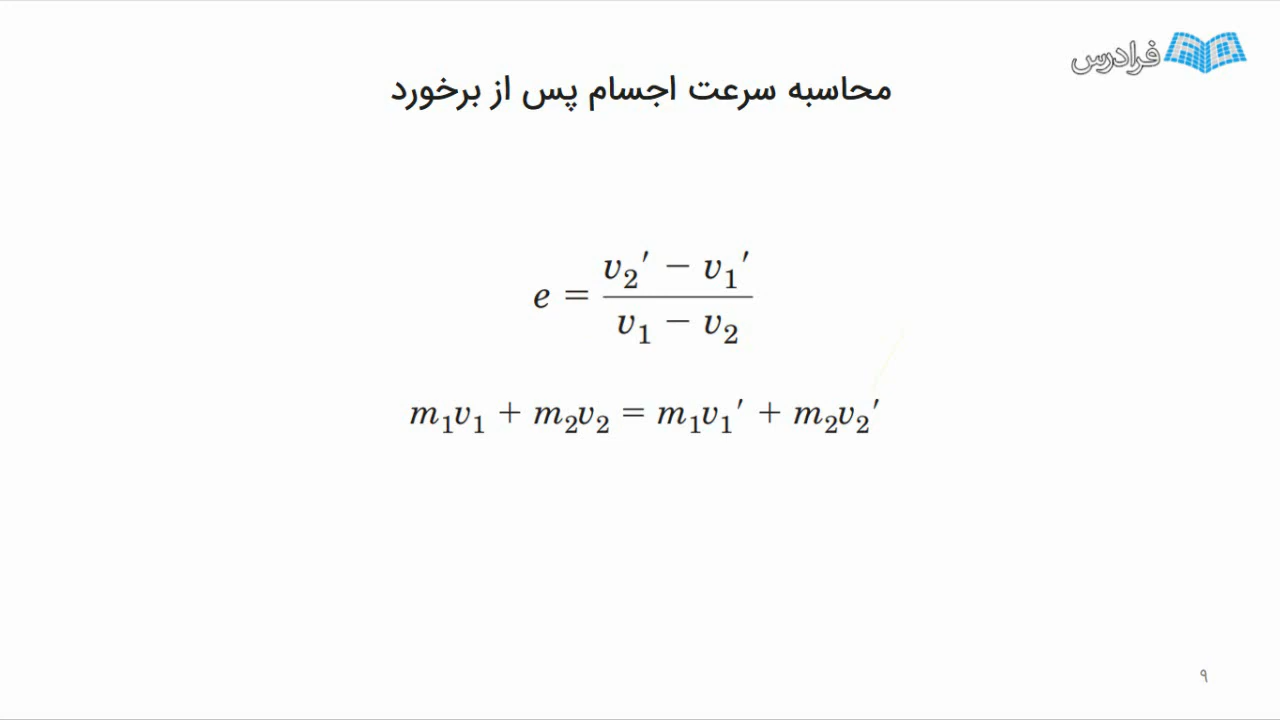 فرادرس
محاسبه سرعت اجسام پس از برخورد
e = (v₂′ − v₁′) / (v₁ − v₂)
m₁v₁ + m₂v₂ = m₁v₁′ + m₂v₂′
۹